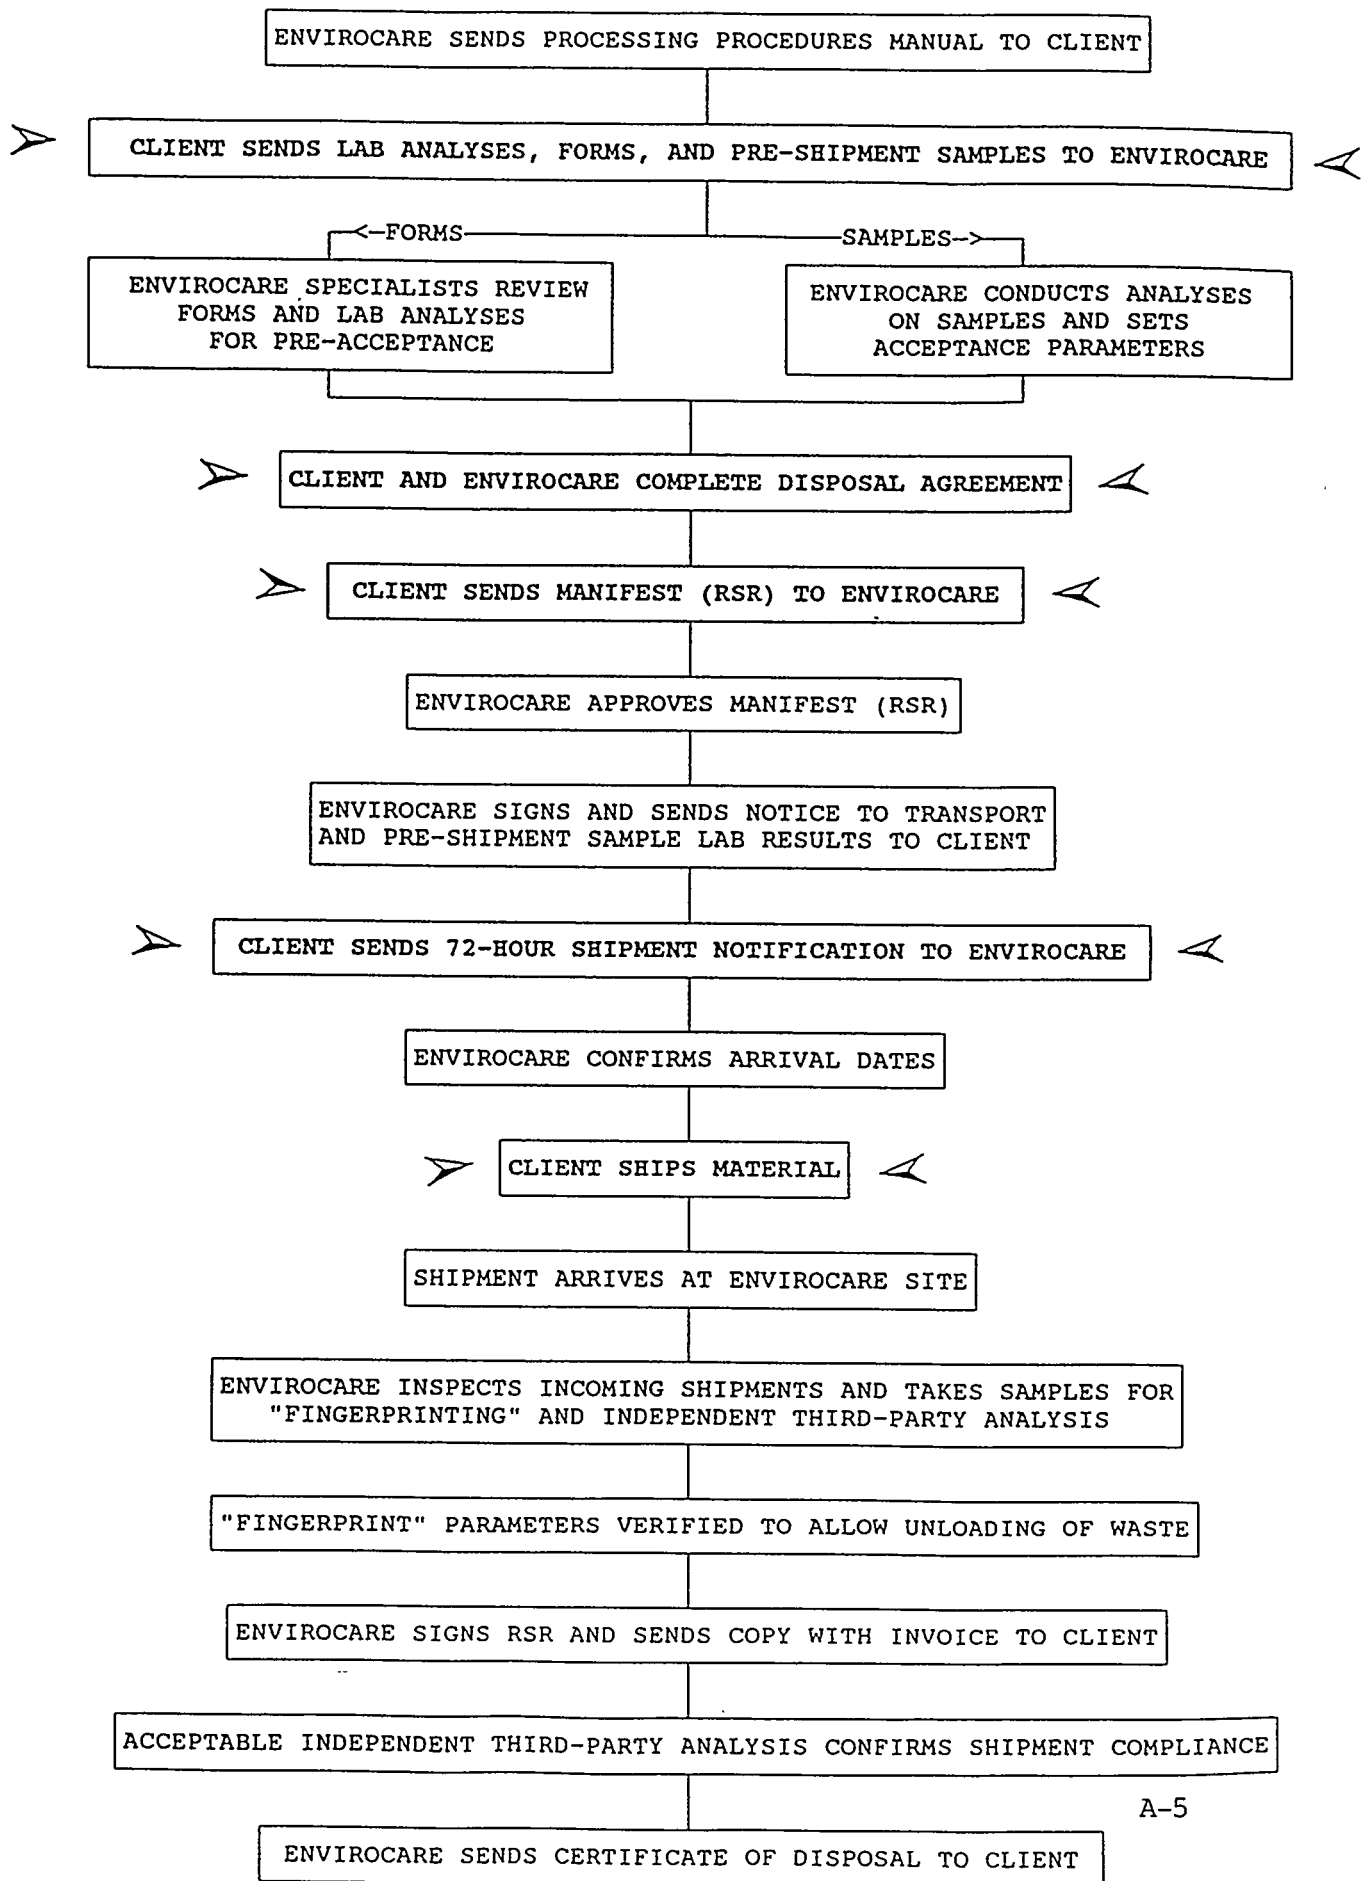 ENVIROCARE SENDS PROCESSING PROCEDURES MANUAL TO CLIENT
CLIENT SENDS LAB ANALYSES, FORMS, AND PRE-SHIPMENT SAMPLES TO ENVIROCARE
<—FORMS
SAMPLES—>
ENVIROCARE SPECIALISTS REVIEW
FORMS AND LAB ANALYSES
FOR PRE-ACCEPTANCE
ENVIROCARE CONDUCTS ANALYSES
ON SAMPLES AND SETS
ACCEPTANCE PARAMETERS
CLIENT AND ENVIROCARE COMPLETE DISPOSAL AGREEMENT
CLIENT SENDS MANIFEST (RSR) TO ENVIROCARE
ENVIROCARE APPROVES MANIFEST (RSR)
ENVIROCARE SIGNS AND SENDS NOTICE TO TRANSPORT
AND PRE-SHIPMENT SAMPLE LAB RESULTS TO CLIENT
CLIENT SENDS 72-HOUR SHIPMENT NOTIFICATION TO ENVIROCARE
ENVIROCARE CONFIRMS ARRIVAL DATES
CLIENT SHIPS MATERIAL
SHIPMENT ARRIVES AT ENVIROCARE SITE
ENVIROCARE INSPECTS INCOMING SHIPMENTS AND TAKES SAMPLES FOR
"FINGERPRINTING" AND INDEPENDENT THIRD-PARTY ANALYSIS
"FINGERPRINT" PARAMETERS VERIFIED TO ALLOW UNLOADING OF WASTE
ENVIROCARE SIGNS RSR AND SENDS COPY WITH INVOICE TO CLIENT
ACCEPTABLE INDEPENDENT THIRD-PARTY ANALYSIS CONFIRMS SHIPMENT COMPLIANCE
A-5
ENVIROCARE SENDS CERTIFICATE OF DISPOSAL TO CLIENT